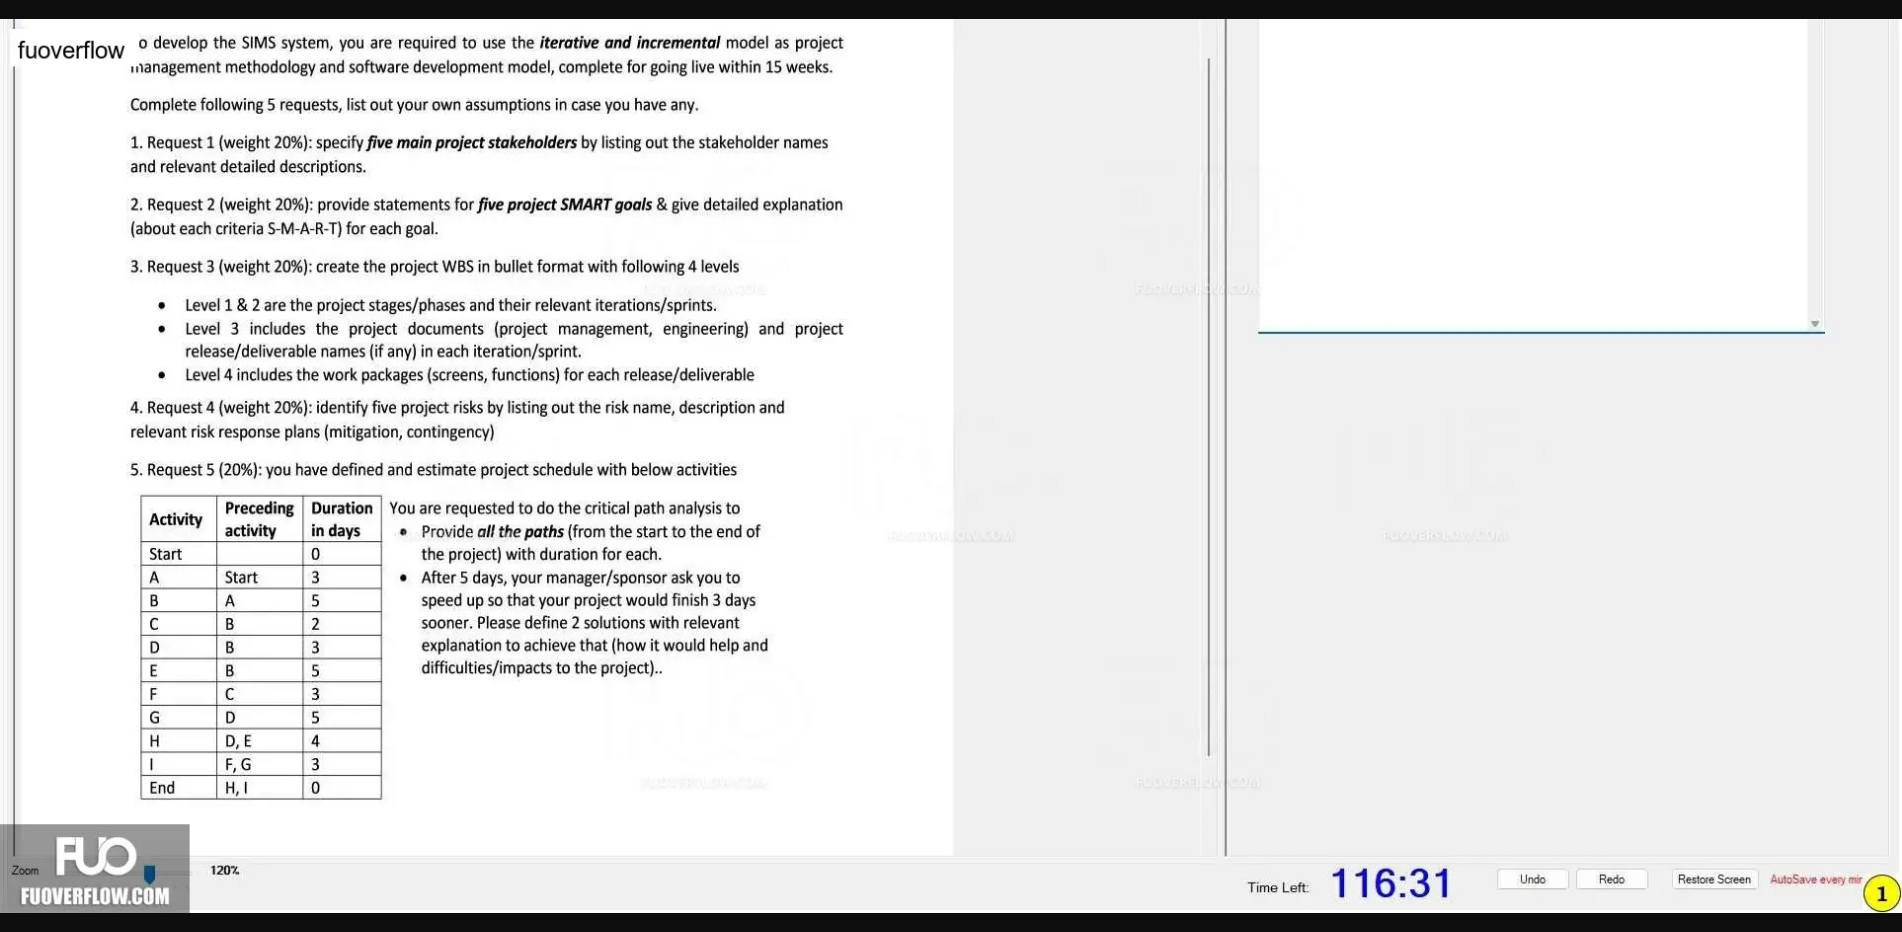 fuoverflow
o develop the SIMS system, you are required to use the iterative and incremental model as project
management methodology and software development model, complete for going live within 15 weeks.
Complete following 5 requests, list out your own assumptions in case you have any.
1. Request 1 (weight 20%): specify five main project stakeholders by listing out the stakeholder names
and relevant detailed descriptions.
2. Request 2 (weight 20%): provide statements for five project SMART goals & give detailed explanation
(about each criteria S-M-A-R-T) for each goal.
3. Request 3 (weight 20%): create the project WBS in bullet format with following 4 levels
• Level 1 & 2 are the project stages/phases and their relevant iterations/sprints.
• Level 3 includes the project documents (project management, engineering) and project
release/deliverable names (if any) in each iteration/sprint.
• Level 4 includes the work packages (screens, functions) for each release/deliverable
4. Request 4 (weight 20%): identify five project risks by listing out the risk name, description and
relevant risk response plans (mitigation, contingency)
5. Request 5 (20%): you have defined and estimate project schedule with below activities
Activity Preceding activity Duration in days
Start 0
A Start 3
B A 5
C B 2
D B 3
E B 5
F C 3
G D 5
H D, E 4
I F, G 3
End H, I 0
You are requested to do the critical path analysis to
• Provide all the paths (from the start to the end of
the project) with duration for each.
• After 5 days, your manager/sponsor ask you to
speed up so that your project would finish 3 days
sooner. Please define 2 solutions with relevant
explanation to achieve that (how it would help and
difficulties/impacts to the project)..
FUOVERFLOW.COM
FUOVERFLOW.COM
FUOVERFLOW.COM
FUOVERFLOW.COM
FUOVERFLOW.COM
FUOVERFLOW.COM
Zoom
120%
FUO
FUOVERFLOW.COM
Time Left: 116:31
Undo
Redo
Restore Screen
AutoSave every mir
1